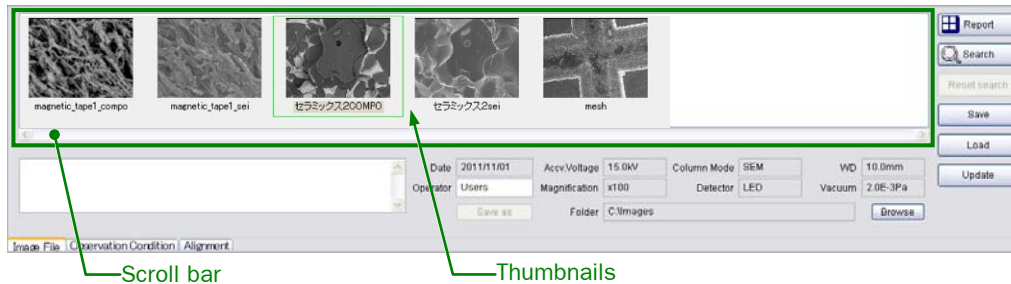 magnetic_tape1_compo
magnetic_tape1_sei
セラミックス2COMPO
セラミックス2sei
mesh
Report
Search
Reset search
Save
Load
Update
Date 2011/11/01 Accv.Voltage 15.0kV Column Mode SEM WD 10.0mm
Operator Users Magnification x100 Detector LED Vacuum 2.0E-3Pa
Save as Folder C:\Images Browse
Image File Observation Condition Alignment
Scroll bar
Thumbnails